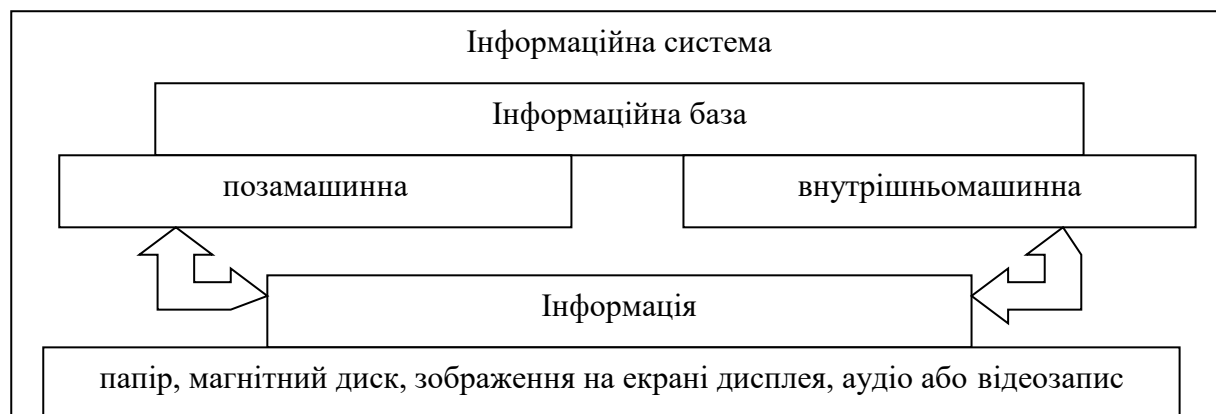 Інформаційна система
Інформаційна база
позамашинна
внутрішньомашинна
Інформація
папір, магнітний диск, зображення на екрані дисплея, аудіо або відеозапис